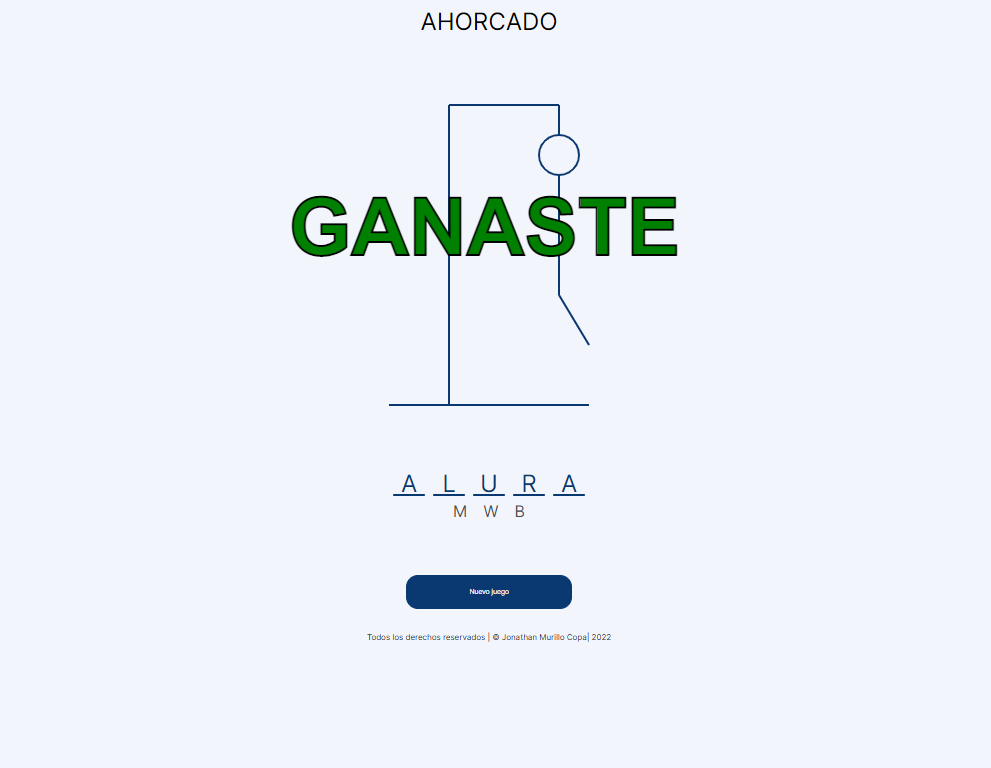 AHORCADO
GANASTE
A L U R A
M W B
Nuevo juego
Todos los derechos reservados | © Jonathan Murillo Copa| 2022